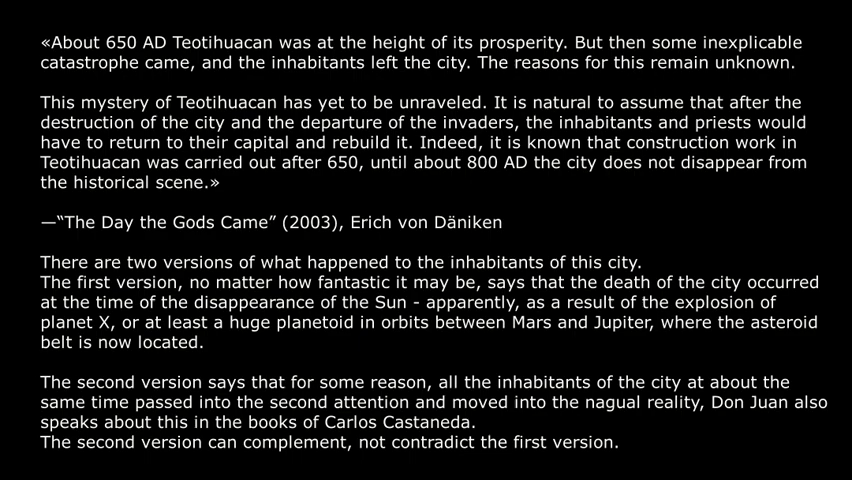 «About 650 AD Teotihuacan was at the height of its prosperity. But then some inexplicable
catastrophe came, and the inhabitants left the city. The reasons for this remain unknown.
This mystery of Teotihuacan has yet to be unraveled. It is natural to assume that after the
destruction of the city and the departure of the invaders, the inhabitants and priests would
have to return to their capital and rebuild it. Indeed, it is known that construction work in
Teotihuacan was carried out after 650, until about 800 AD the city does not disappear from
the historical scene.»
—“The Day the Gods Came” (2003), Erich von Däniken
There are two versions of what happened to the inhabitants of this city.
The first version, no matter how fantastic it may be, says that the death of the city occurred
at the time of the disappearance of the Sun - apparently, as a result of the explosion of
planet X, or at least a huge planetoid in orbits between Mars and Jupiter, where the asteroid
belt is now located.
The second version says that for some reason, all the inhabitants of the city at about the
same time passed into the second attention and moved into the nagual reality, Don Juan also
speaks about this in the books of Carlos Castaneda.
The second version can complement, not contradict the first version.